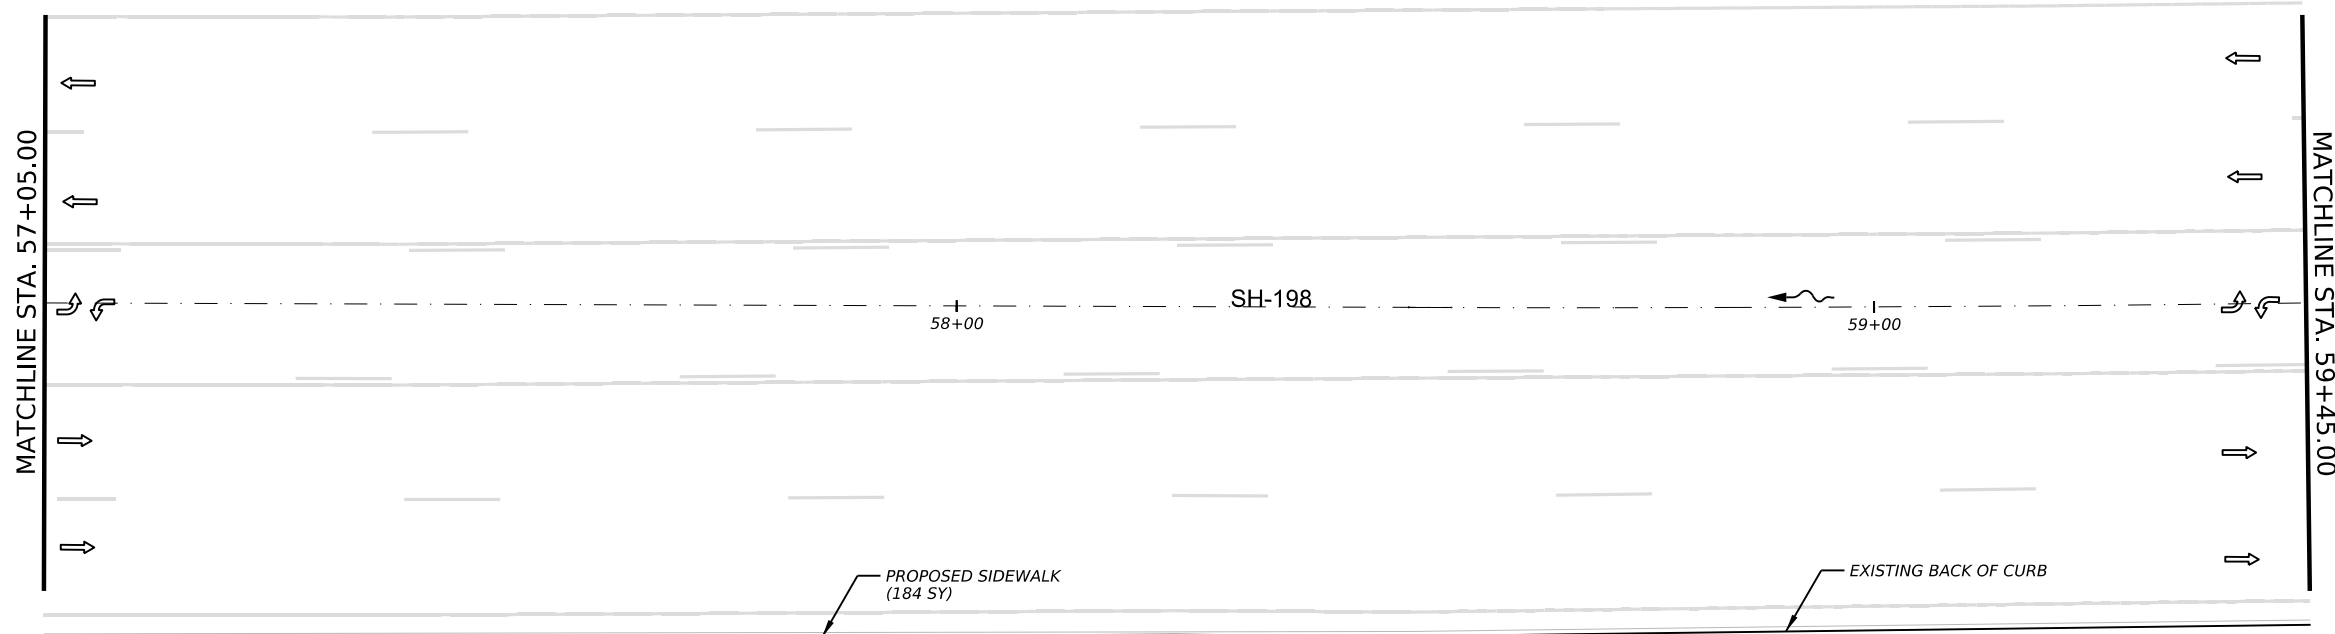 MATCHLINE STA. 57+05.00
MATCHLINE STA. 59+45.00
SH-198
58+00
59+00
PROPOSED SIDEWALK
(184 SY)
EXISTING BACK OF CURB